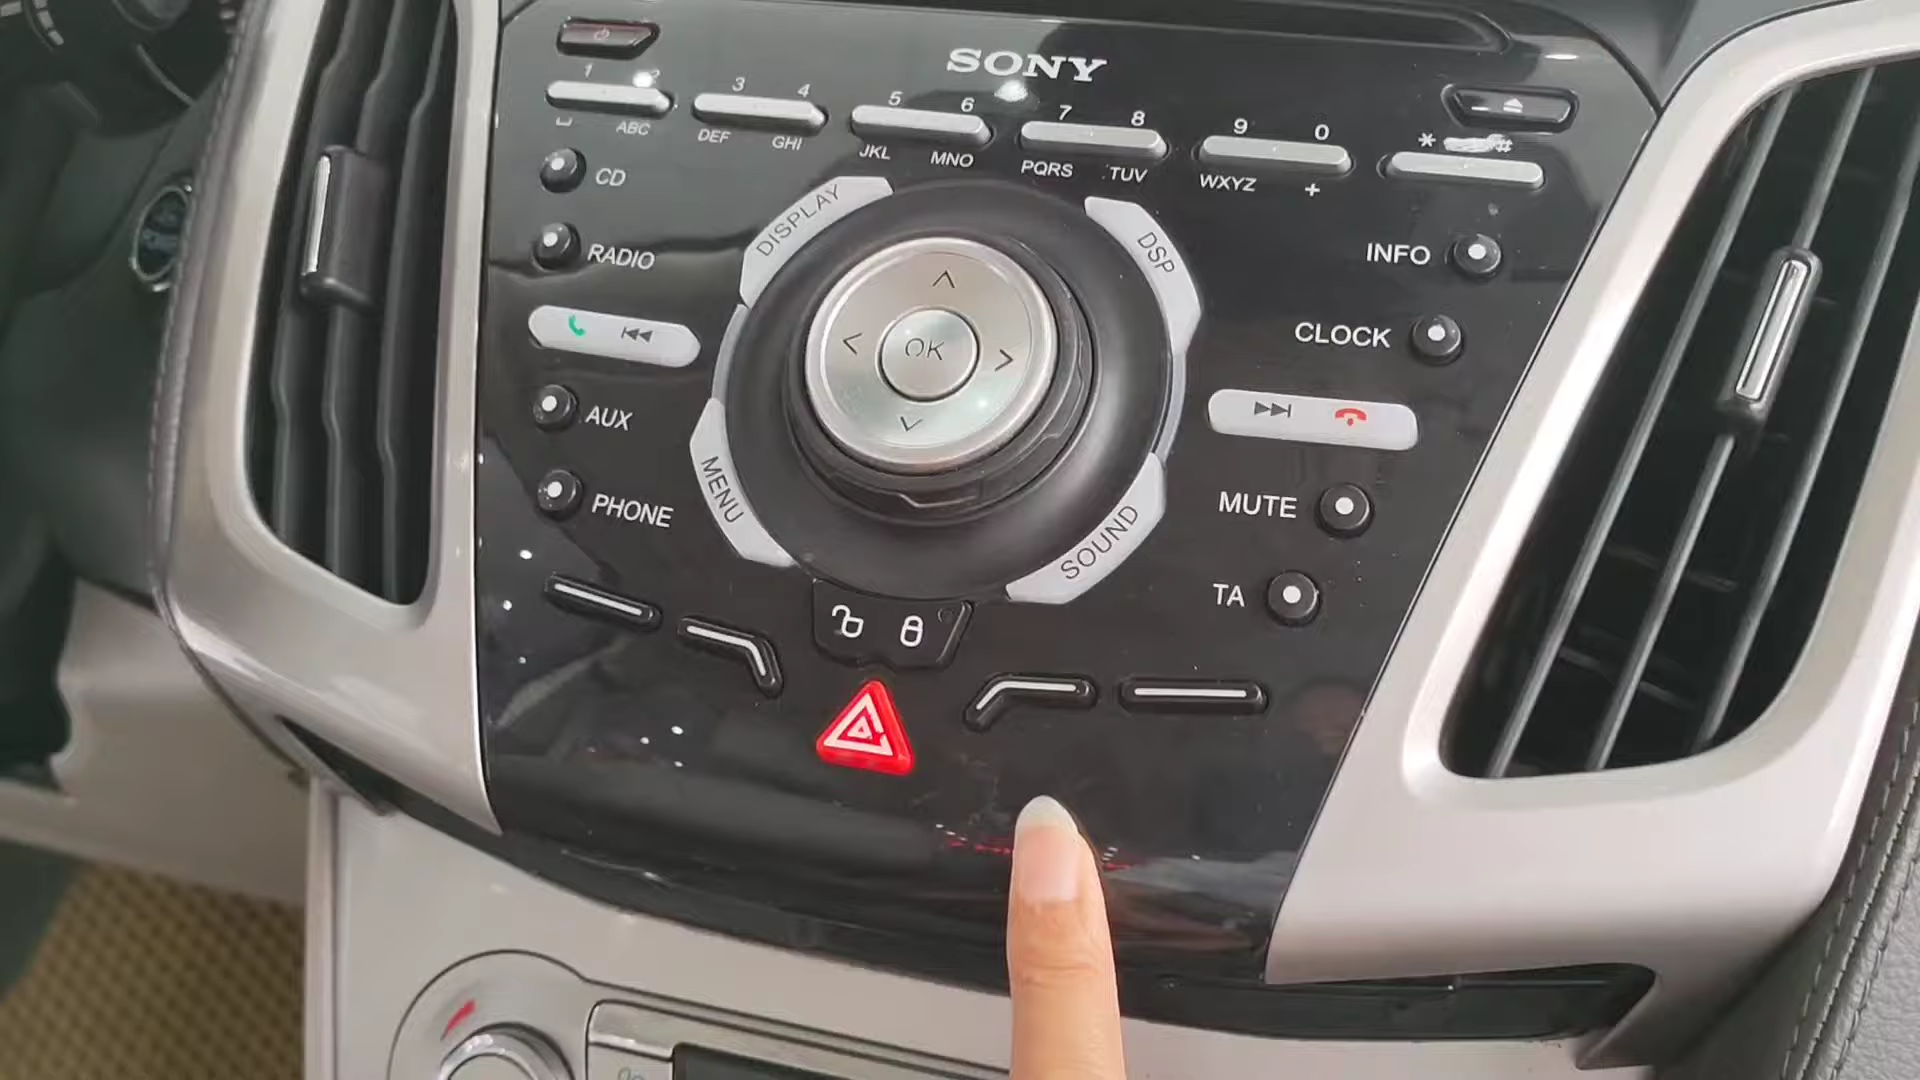 SONY
1 2 3 4 5 6 7 8 9 0 * #
ABC DEF GHI JKL MNO PQRS TUV WXYZ +
CD
RADIO
AUX
PHONE
DISPLAY
DSP
MENU
SOUND
OK
INFO
CLOCK
MUTE
TA